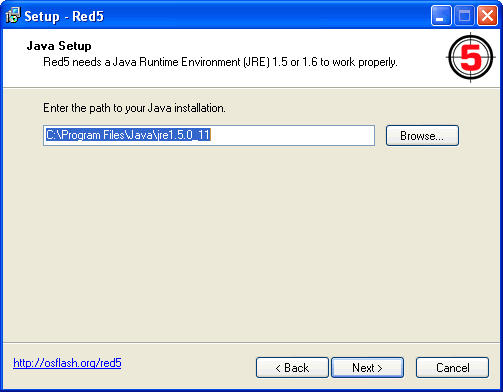 Setup - Red5
Java Setup
Red5 needs a Java Runtime Environment (JRE) 1.5 or 1.6 to work properly.
5
Enter the path to your Java installation.
C:\Program Files\Java\jre1.5.0_11
Browse...
http://osflash.org/red5
< Back
Next >
Cancel